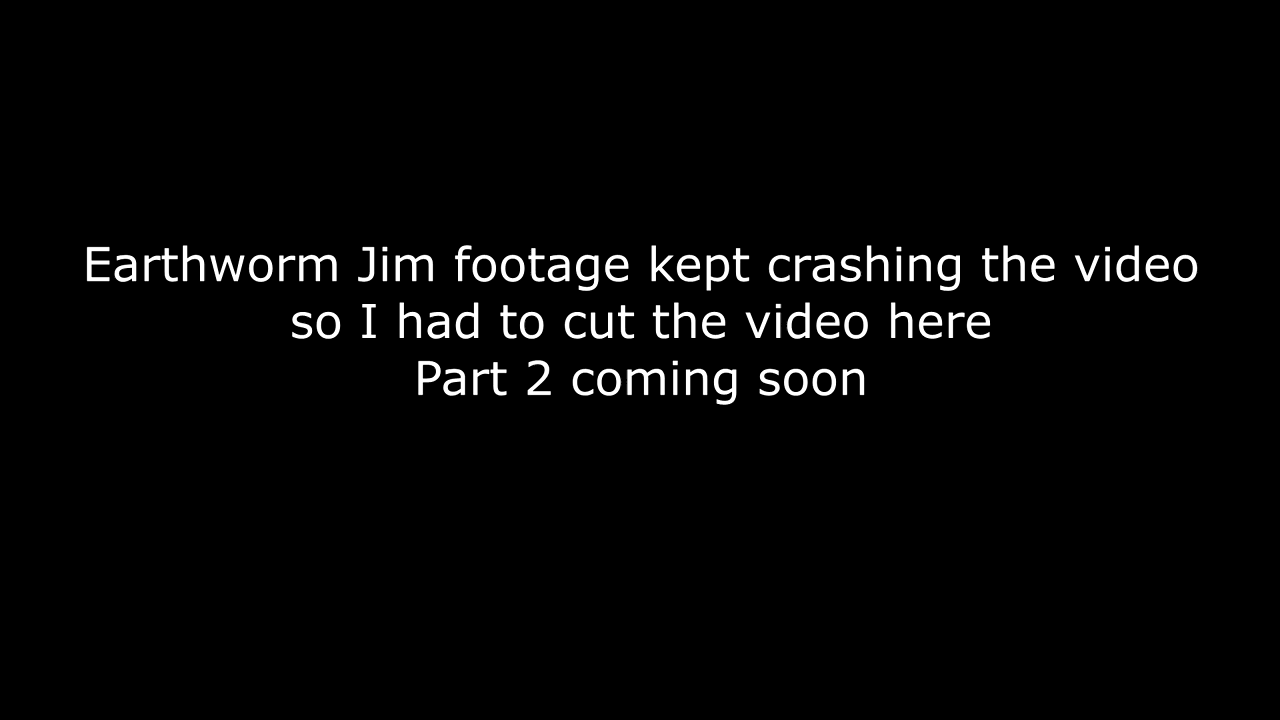 Earthworm Jim footage kept crashing the video
so I had to cut the video here
Part 2 coming soon